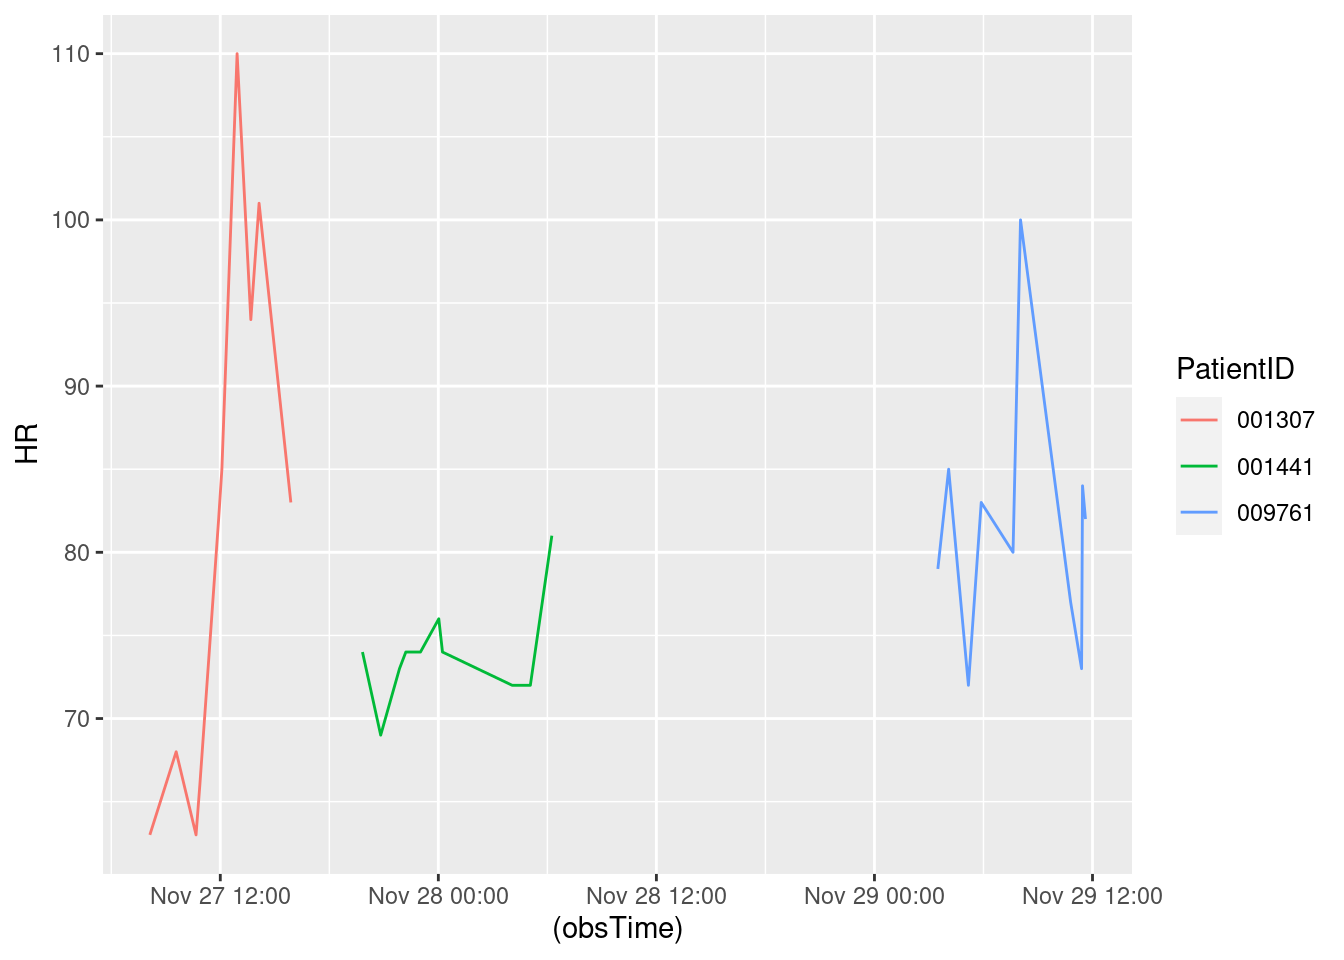 110
100
90
80
70
HR
Nov 27 12:00
Nov 28 00:00
Nov 28 12:00
Nov 29 00:00
Nov 29 12:00
(obsTime)
PatientID
001307
001441
009761